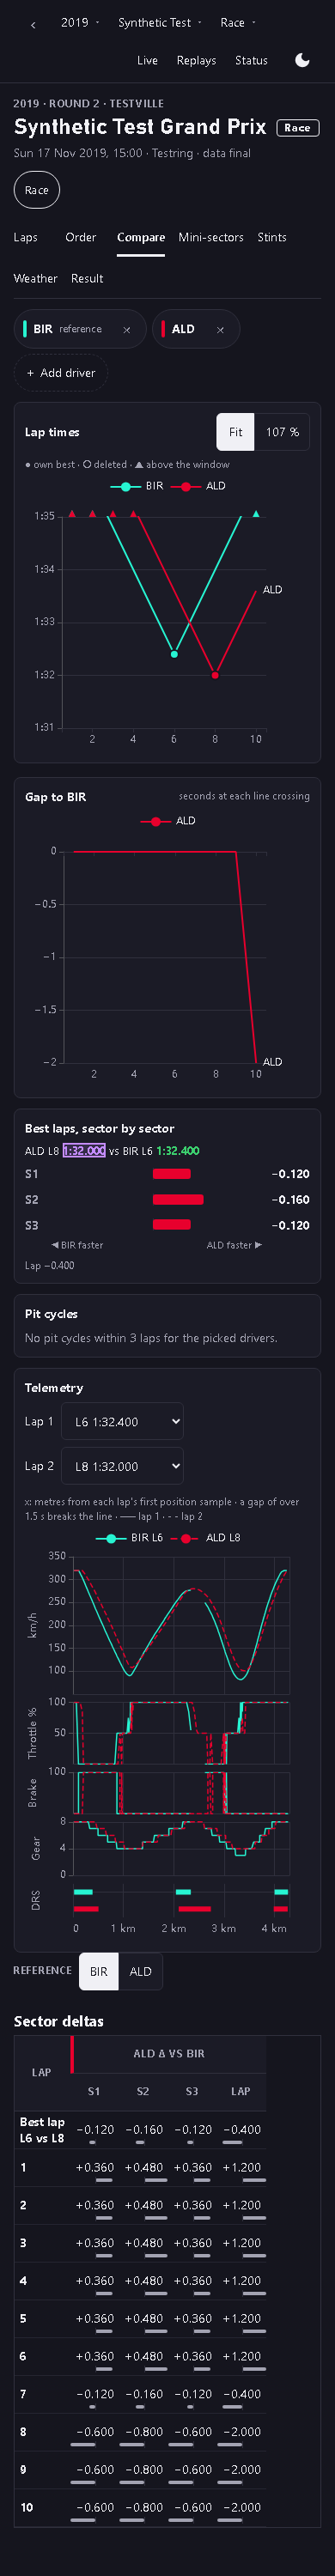 ‹ 2019 Synthetic Test Race
Live Replays Status
2019 · ROUND 2 · TESTVILLE
Synthetic Test Grand Prix Race
Sun 17 Nov 2019, 15:00 · Testring · data final
Race
Laps Order Compare Mini-sectors Stints
Weather Result
BIR reference × ALD ×
+ Add driver
Lap times Fit 107 %
● own best · O deleted · ▲ above the window
BIR ALD
1:35
1:34
ALD
1:33
1:32
1:31
2 4 6 8 10
Gap to BIR seconds at each line crossing
ALD
0
−0.5
−1
−1.5
−2 ALD
2 4 6 8 10
Best laps, sector by sector
ALD L8 1:32.000 vs BIR L6 1:32.400
S1 −0.120
S2 −0.160
S3 −0.120
◀ BIR faster ALD faster ▶
Lap −0.400
Pit cycles
No pit cycles within 3 laps for the picked drivers.
Telemetry
Lap 1 L6 1:32.400
Lap 2 L8 1:32.000
x: metres from each lap's first position sample · a gap of over
1.5 s breaks the line · — lap 1 · - - lap 2
BIR L6 ALD L8
km/h
350
300
250
200
150
100
Throttle %
100
50
Brake
100
Gear
8
4
0
DRS
0 1 km 2 km 3 km 4 km
REFERENCE BIR ALD
Sector deltas
LAP ALD Δ VS BIR
S1 S2 S3 LAP
Best lap
L6 vs L8 −0.120 −0.160 −0.120 −0.400
1 +0.360 +0.480 +0.360 +1.200
2 +0.360 +0.480 +0.360 +1.200
3 +0.360 +0.480 +0.360 +1.200
4 +0.360 +0.480 +0.360 +1.200
5 +0.360 +0.480 +0.360 +1.200
6 +0.360 +0.480 +0.360 +1.200
7 −0.120 −0.160 −0.120 −0.400
8 −0.600 −0.800 −0.600 −2.000
9 −0.600 −0.800 −0.600 −2.000
10 −0.600 −0.800 −0.600 −2.000